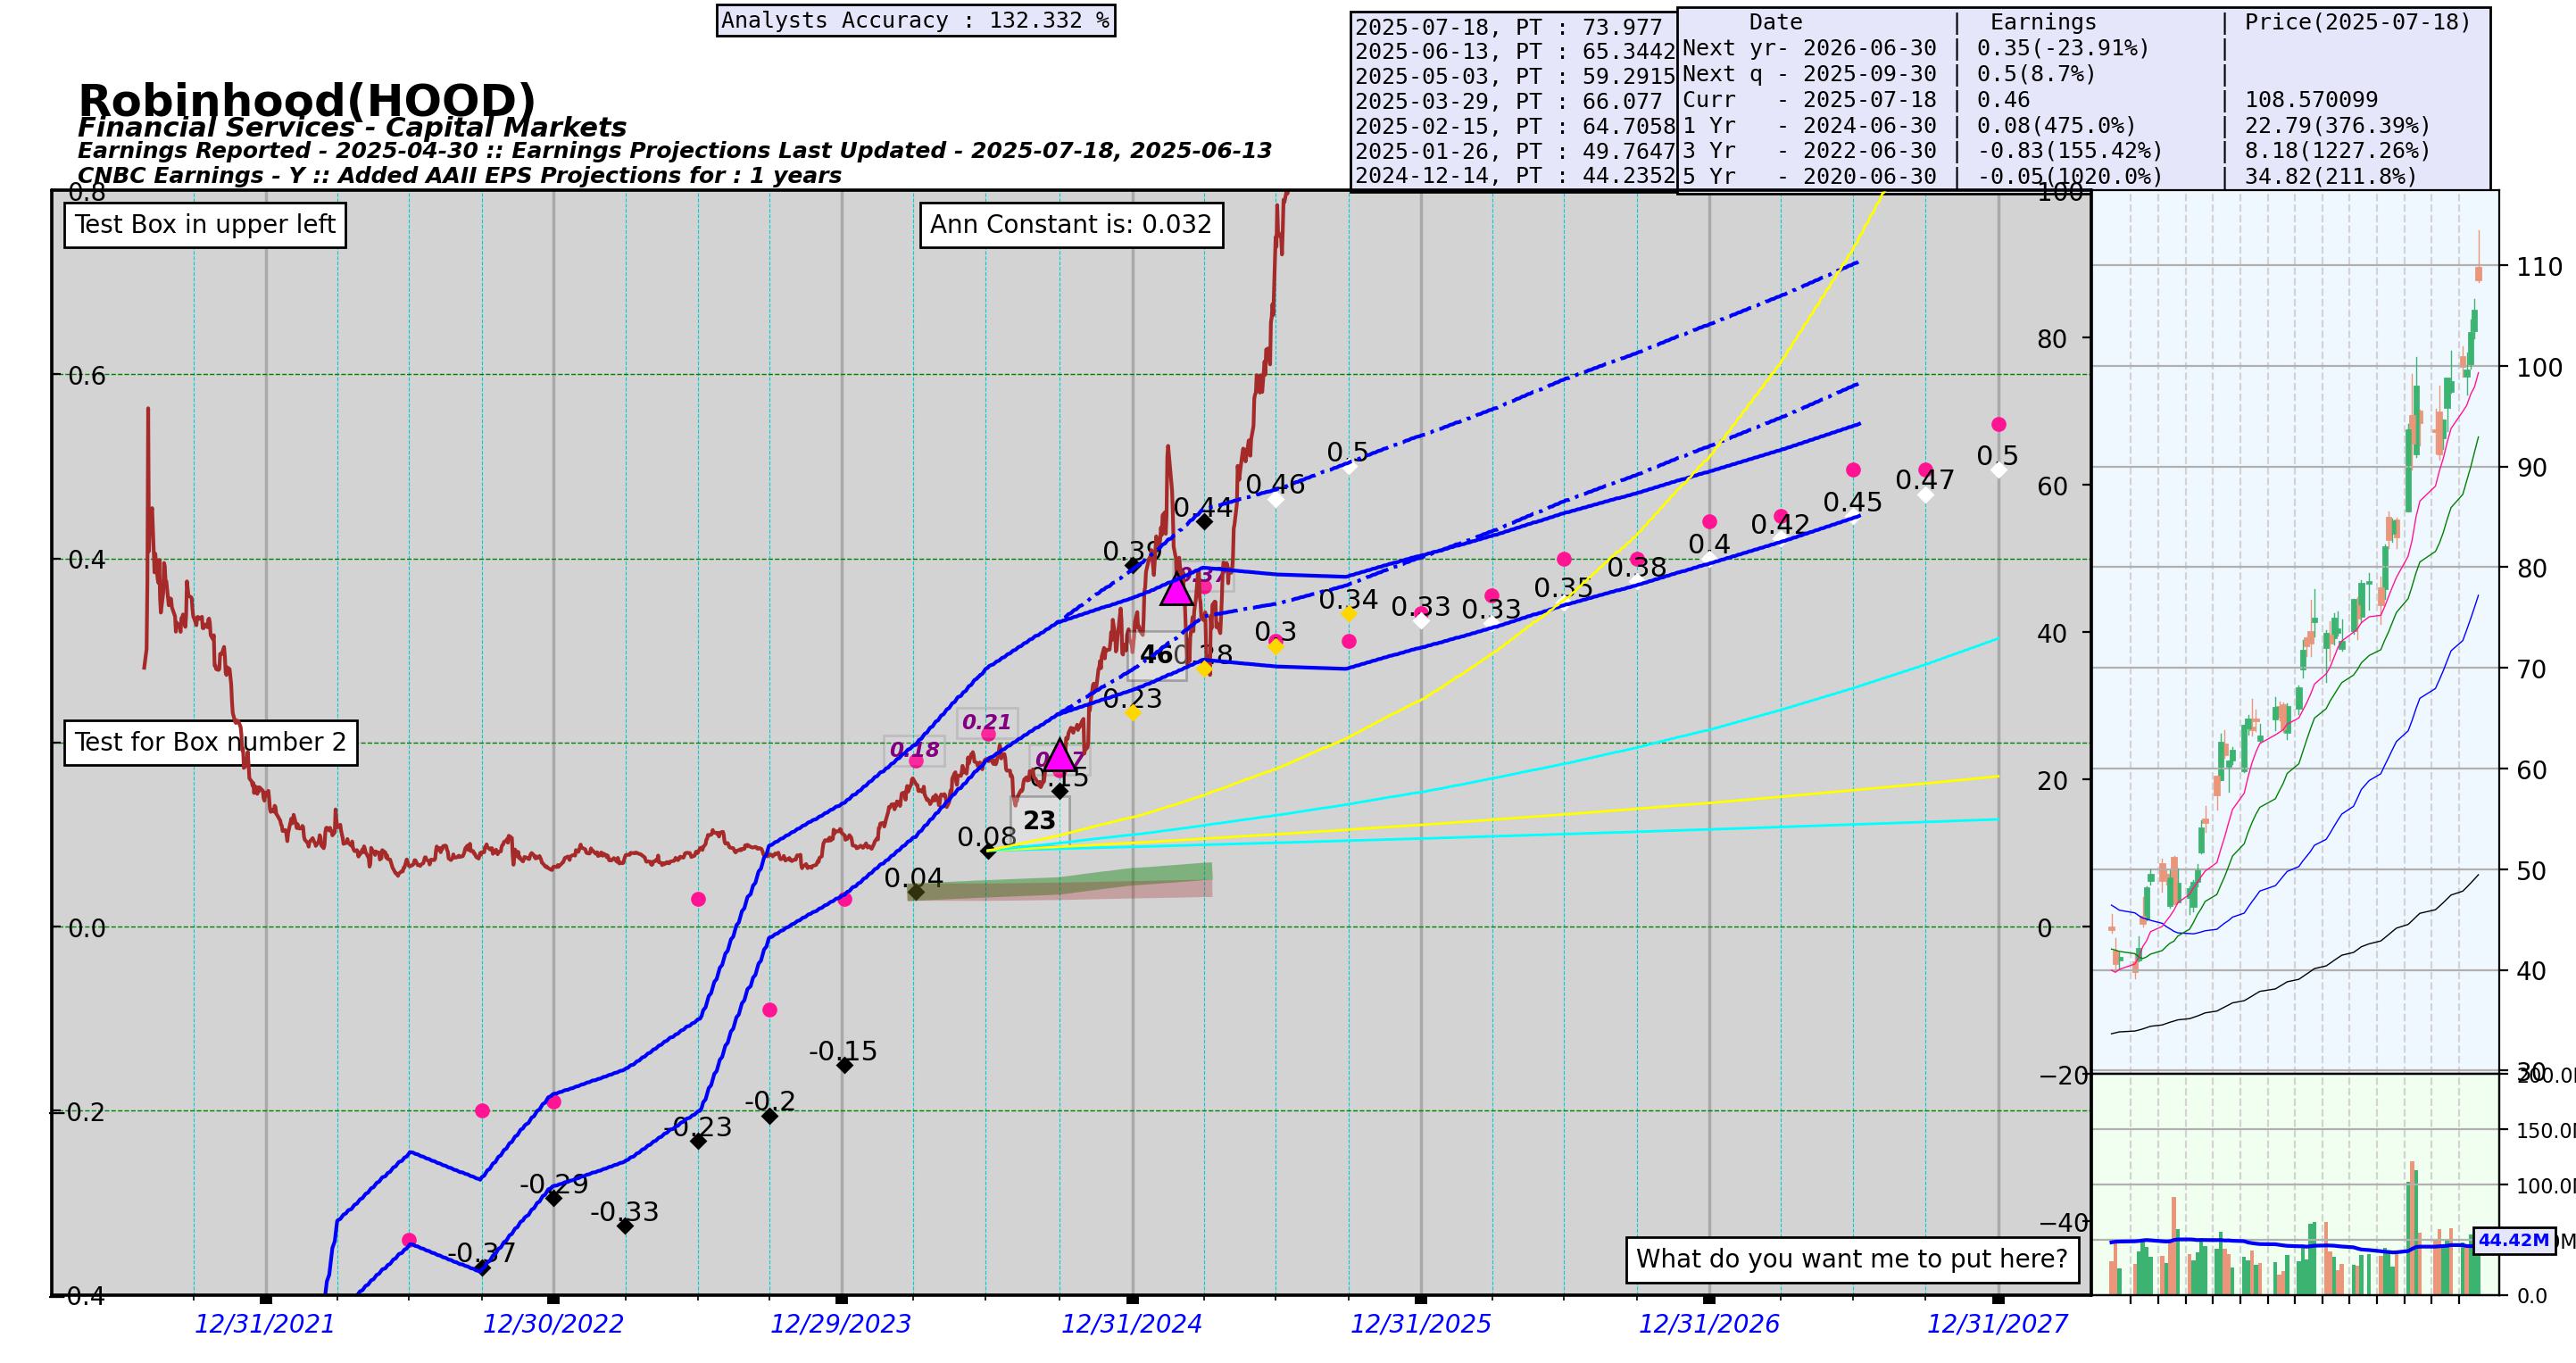 Analysts Accuracy : 132.332 %
2025-07-18, PT : 73.977
2025-06-13, PT : 65.3442
2025-05-03, PT : 59.2915
2025-03-29, PT : 66.077
2025-02-15, PT : 64.7058
2025-01-26, PT : 49.7647
2024-12-14, PT : 44.2352
Date | Earnings | Price(2025-07-18)
Next yr- 2026-06-30 | 0.35(-23.91%) |
Next q - 2025-09-30 | 0.5(8.7%) |
Curr - 2025-07-18 | 0.46 | 108.570099
1 Yr - 2024-06-30 | 0.08(475.0%) | 22.79(376.39%)
3 Yr - 2022-06-30 | -0.83(155.42%) | 8.18(1227.26%)
5 Yr - 2020-06-30 | -0.05(1020.0%) | 34.82(211.8%)
Robinhood(HOOD)
Financial Services - Capital Markets
Earnings Reported - 2025-04-30 :: Earnings Projections Last Updated - 2025-07-18, 2025-06-13
CNBC Earnings - Y :: Added AAII EPS Projections for : 1 years
Test Box in upper left
Ann Constant is: 0.032
Test for Box number 2
What do you want me to put here?
0.8
0.6
0.4
0.0
−0.2
−0.4
-0.37
-0.29
-0.33
-0.23
-0.2
-0.15
0.04
0.08
0.15
0.39
0.44
0.46
0.5
0.18
0.21
0.37
23
46
0.23
0.3
0.34
0.33
0.33
0.35
0.38
0.4
0.42
0.45
0.47
0.5
100
80
60
40
20
0
−20
−40
110
100
90
80
70
60
50
40
30
200.0
150.0
100.0
44.42M
0.0
12/31/2021
12/30/2022
12/29/2023
12/31/2024
12/31/2025
12/31/2026
12/31/2027